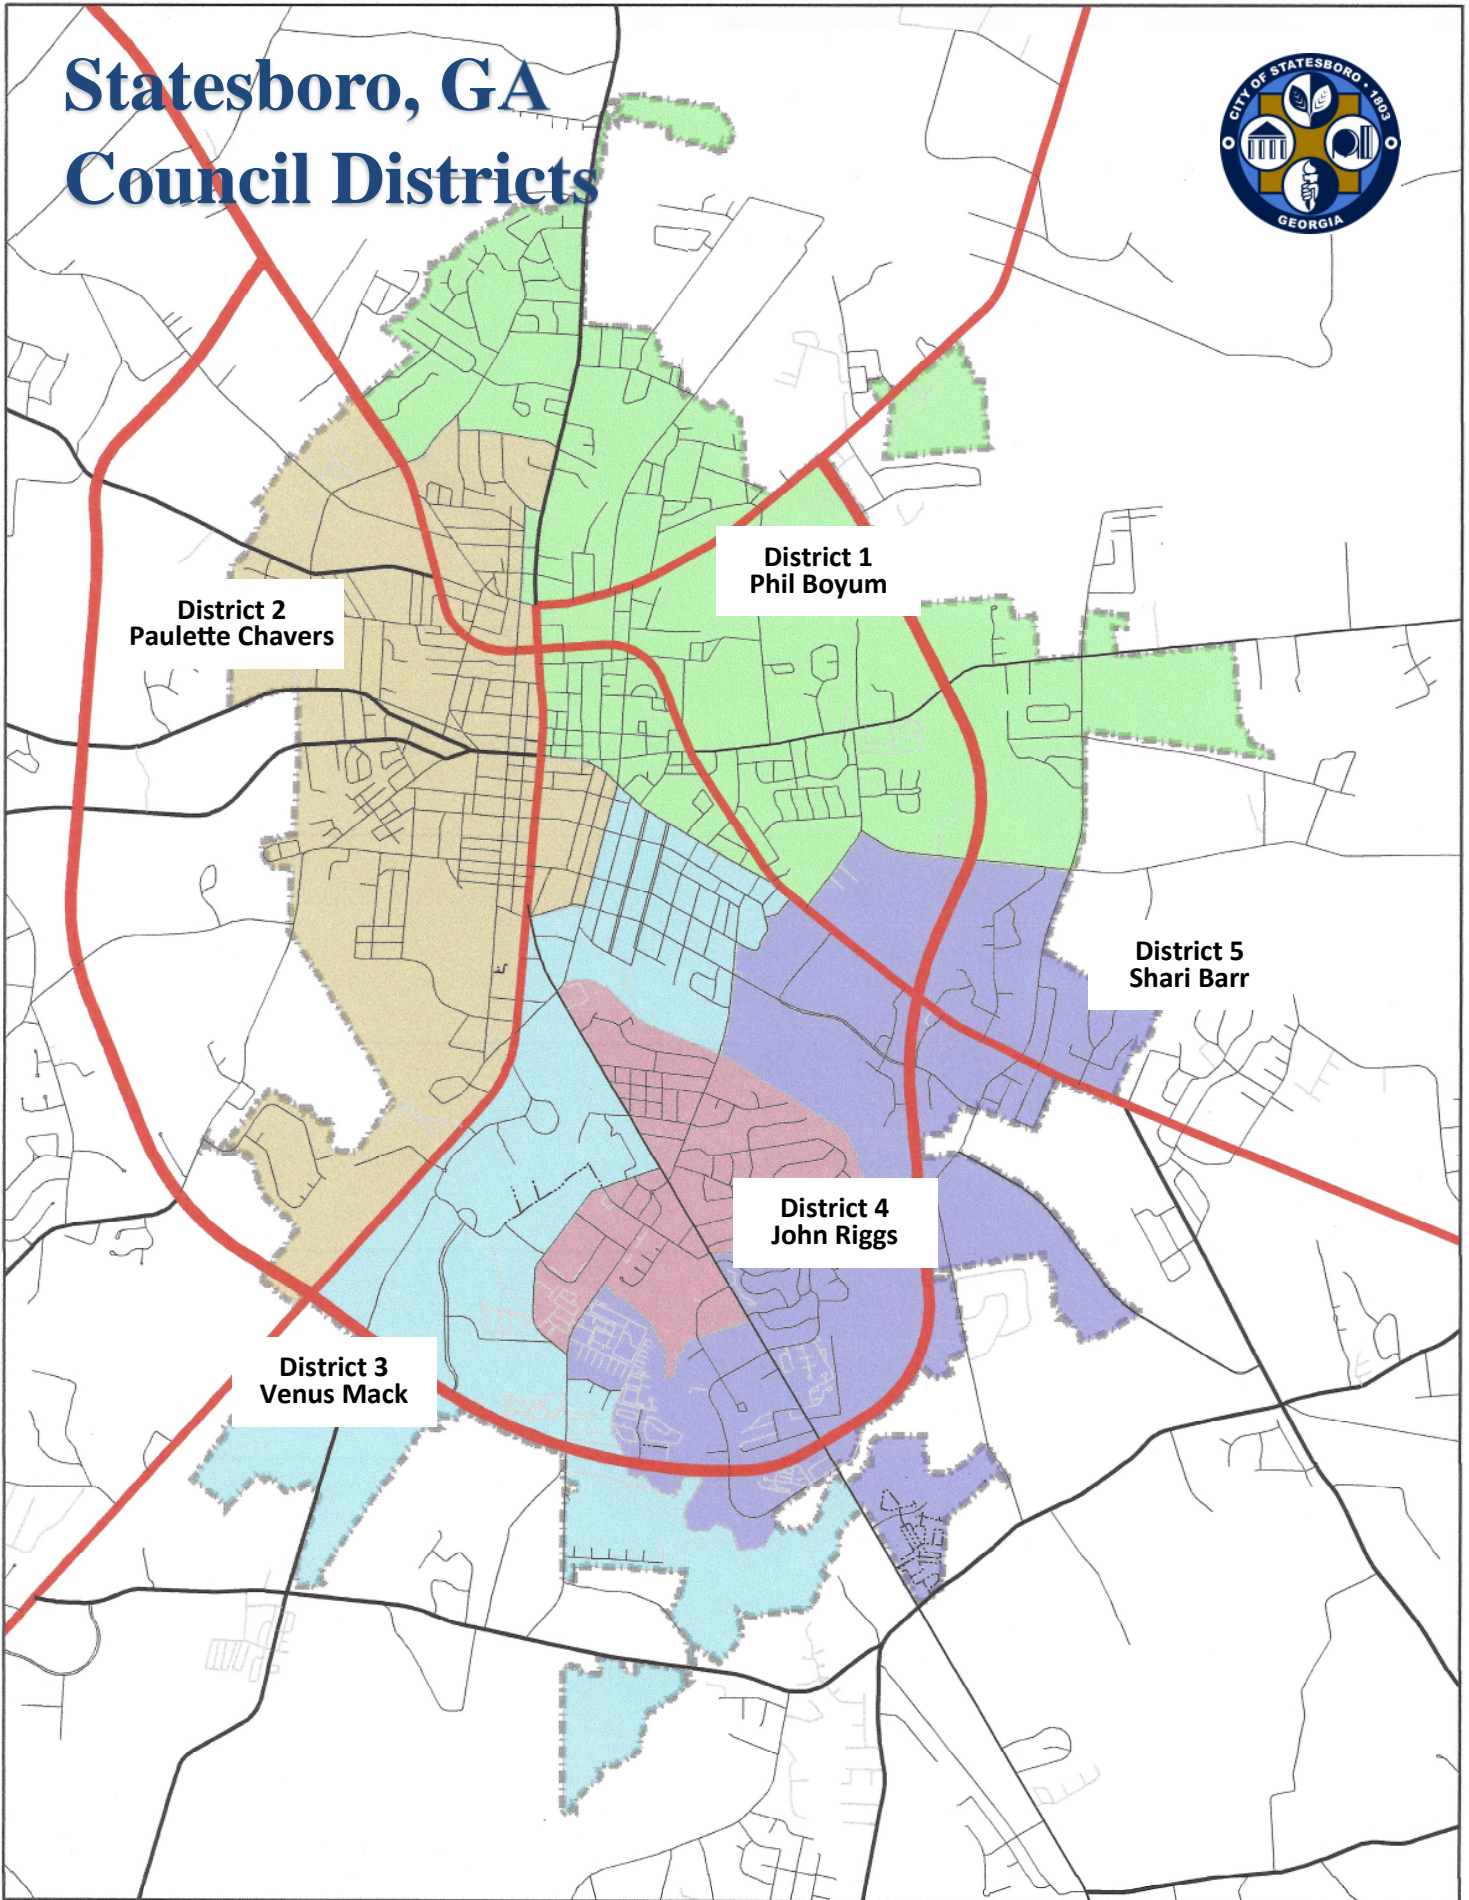 Statesboro, GA
Council Districts
CITY OF STATESBORO • 1803
GEORGIA
District 1
Phil Boyum
District 2
Paulette Chavers
District 5
Shari Barr
District 4
John Riggs
District 3
Venus Mack